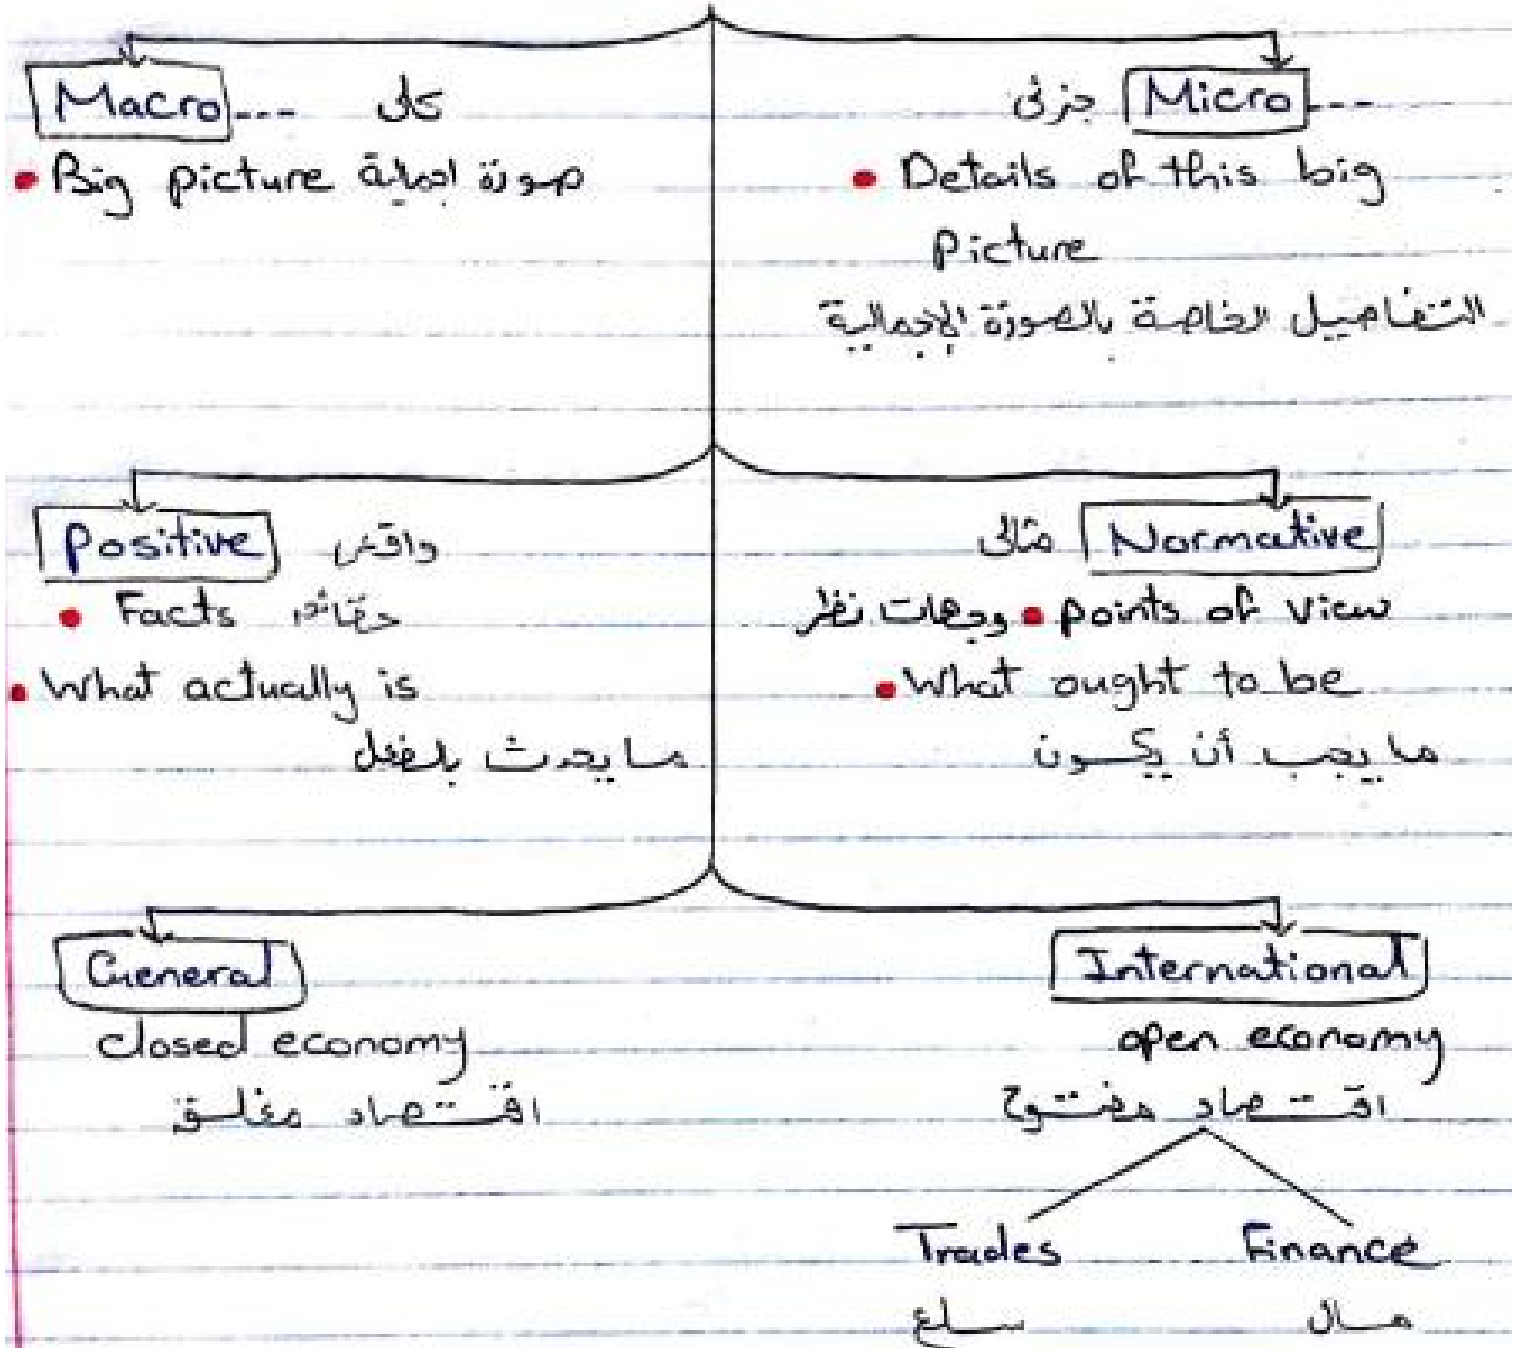 Macro --- كلى
جزئى Micro ---
• Big picture صورة اجمالية
• Details of this big
picture
التفاصيل الخاصة بالصورة الإجمالية
Positive واقعى
مثالى Normative
• Facts حقائق
وجهات نظر • points of view
• What actually is
• What ought to be
ما يحدث بالفعل
ما يجب أن يكون
General
International
closed economy
open economy
اقتصاد مغلق
اقتصاد مفتوح
Trades Finance
سلع مال